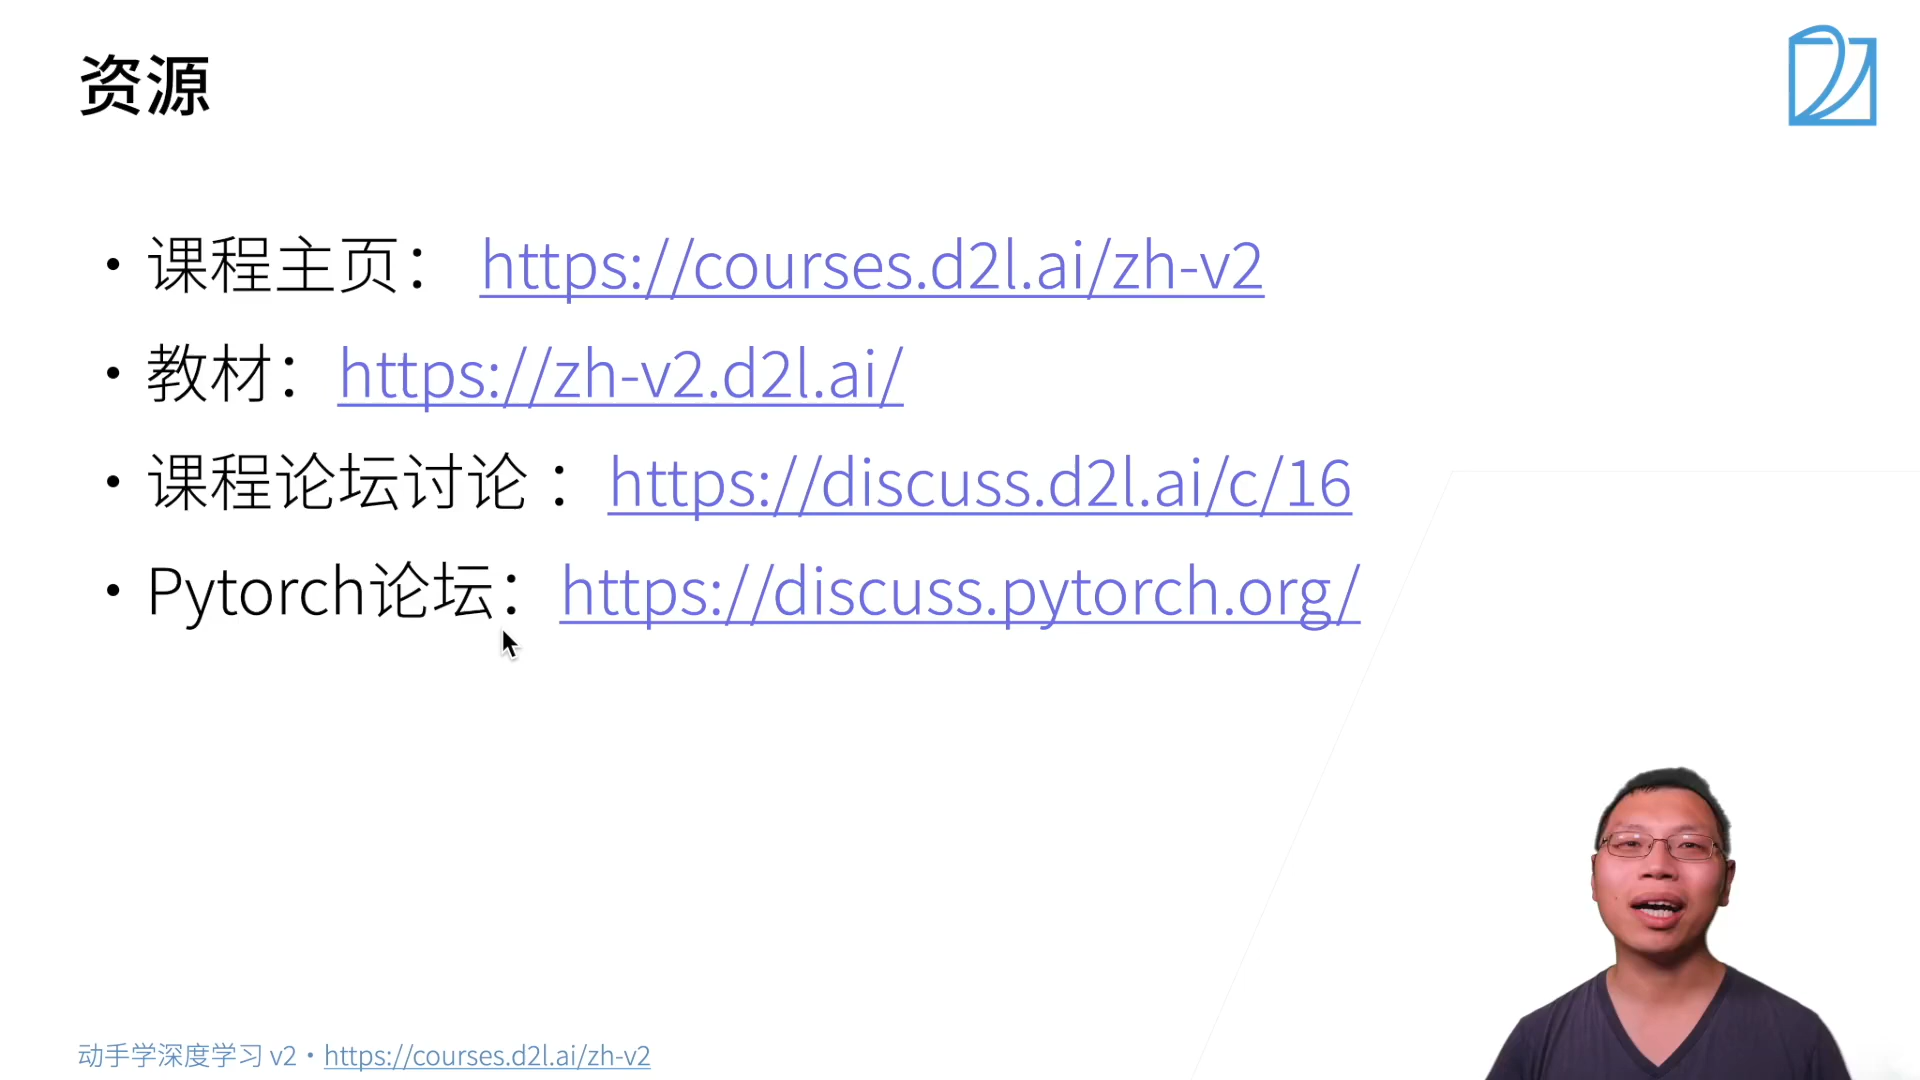 资源
• 课程主页： https://courses.d2l.ai/zh-v2
• 教材：https://zh-v2.d2l.ai/
• 课程论坛讨论 ：https://discuss.d2l.ai/c/16
• Pytorch论坛：https://discuss.pytorch.org/
动手学深度学习 v2 • https://courses.d2l.ai/zh-v2